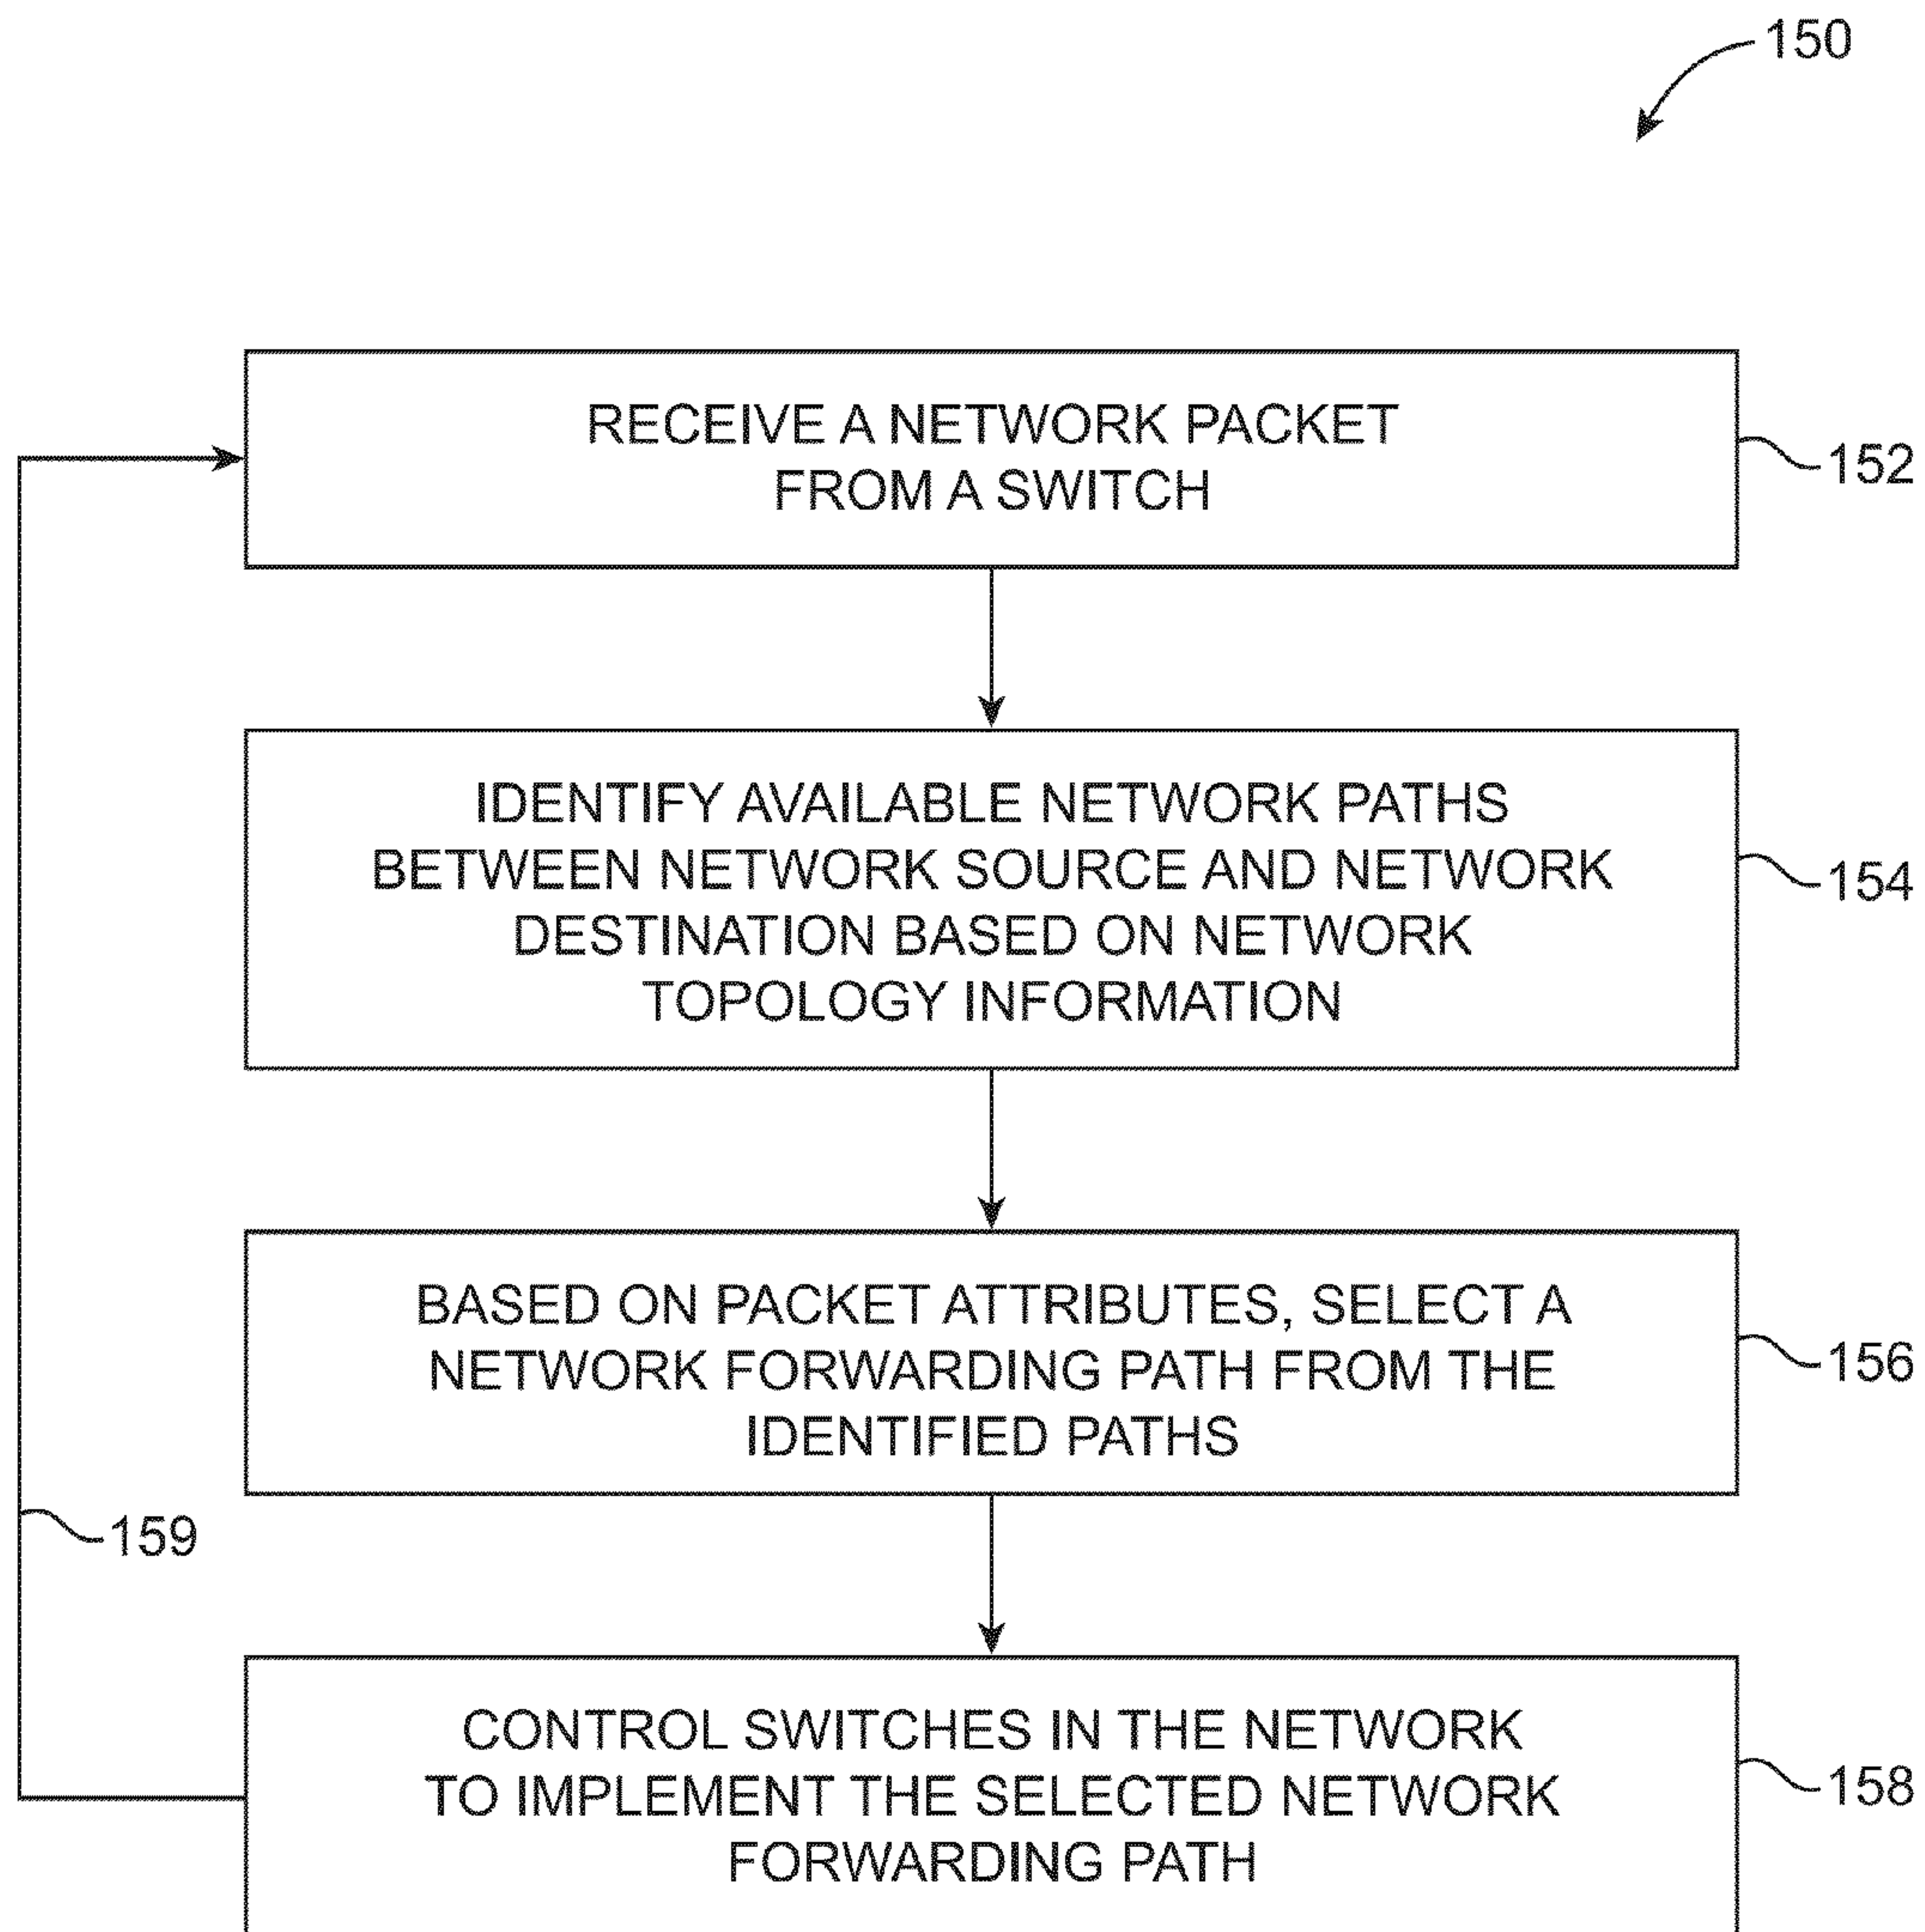 150
RECEIVE A NETWORK PACKET
FROM A SWITCH
152
IDENTIFY AVAILABLE NETWORK PATHS
BETWEEN NETWORK SOURCE AND NETWORK
DESTINATION BASED ON NETWORK
TOPOLOGY INFORMATION
154
BASED ON PACKET ATTRIBUTES, SELECT A
NETWORK FORWARDING PATH FROM THE
IDENTIFIED PATHS
156
159
CONTROL SWITCHES IN THE NETWORK
TO IMPLEMENT THE SELECTED NETWORK
FORWARDING PATH
158